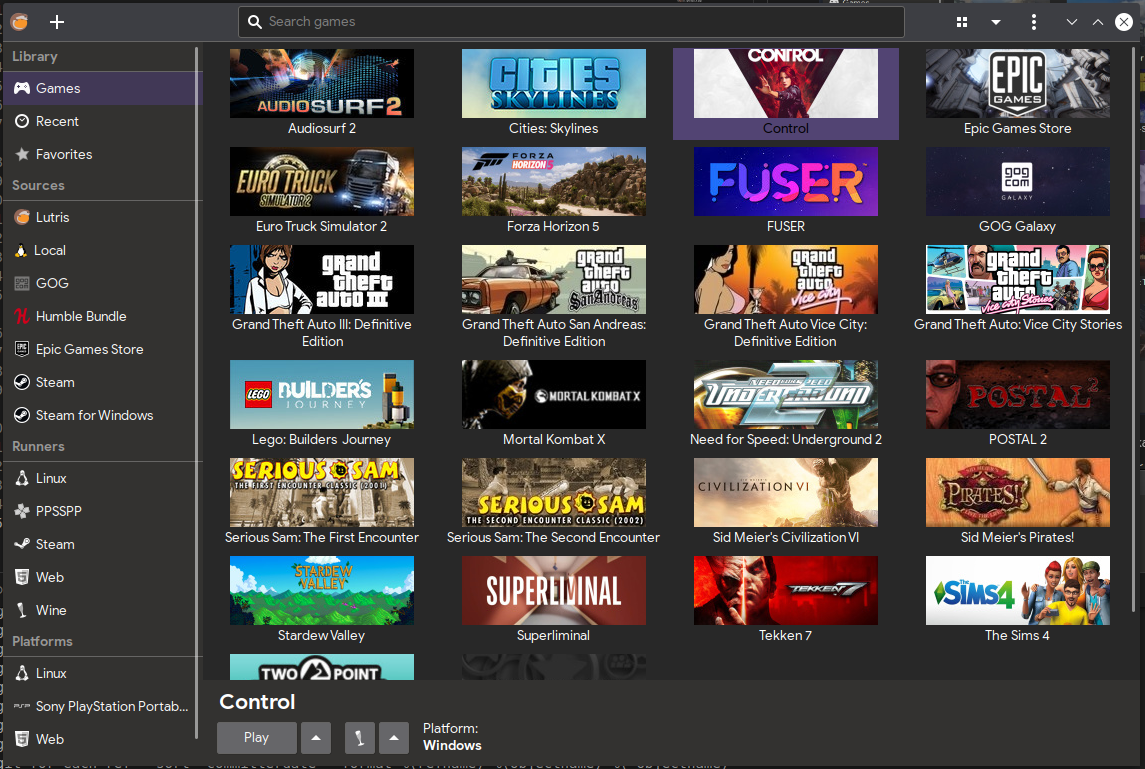 Search games
Library
Games
Recent
Favorites
Sources
Lutris
Local
GOG
Humble Bundle
Epic Games Store
Steam
Steam for Windows
Runners
Linux
PPSSPP
Steam
Web
Wine
Platforms
Linux
Sony PlayStation Portab...
Web
AUDIOSURF 2
Audiosurf 2
CITIES
SKYLINES
Cities: Skylines
CONTROL
Control
EPIC
GAMES
Epic Games Store
EURO TRUCK
SIMULATOR 2
Euro Truck Simulator 2
FORZA
HORIZON 5
Forza Horizon 5
FUSER
FUSER
gog
com
GALAXY
GOG Galaxy
grand
theft
auto III
Grand Theft Auto III: Definitive
Edition
grand
theft
auto
San Andreas
Grand Theft Auto San Andreas:
Definitive Edition
grand
theft
auto
vice city
Grand Theft Auto Vice City:
Definitive Edition
grand
theft
auto
Vice City Stories
Grand Theft Auto: Vice City Stories
LEGO
BUILDER'S
JOURNEY
Lego: Builders Journey
MORTAL KOMBAT X
Mortal Kombat X
NEED FOR SPEED
UNDERGROUND
2
Need for Speed: Underground 2
POSTAL 2
POSTAL 2
SERIOUS SAM
THE FIRST ENCOUNTER CLASSIC (2001)
Serious Sam: The First Encounter
SERIOUS SAM
THE SECOND ENCOUNTER CLASSIC (2002)
Serious Sam: The Second Encounter
CIVILIZATION VI
Sid Meier's Civilization VI
SID MEIER'S
PIRATES!
Sid Meier's Pirates!
STARDEW
VALLEY
Stardew Valley
SUPERLIMINAL
Superliminal
TEKKEN 7
Tekken 7
The
SIMS 4
The Sims 4
TWO POINT
Control
Play
Platform:
Windows